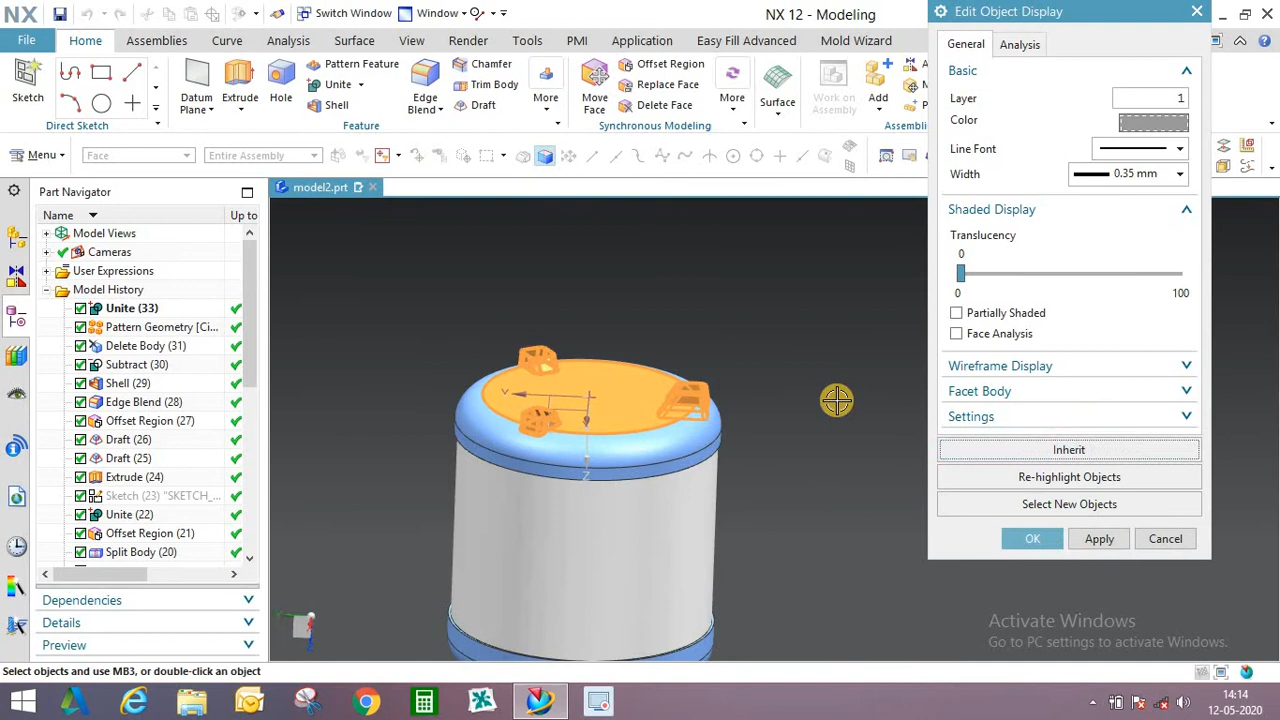 NX
Switch Window
Window
NX 12 - Modeling
Edit Object Display
File
Home
Assemblies
Curve
Analysis
Surface
View
Render
Tools
PMI
Application
Easy Fill Advanced
Mold Wizard
Sketch
Direct Sketch
Datum
Plane
Extrude
Hole
Pattern Feature
Unite
Shell
Edge
Blend
Chamfer
Trim Body
Draft
More
Feature
Move
Face
Offset Region
Replace Face
Delete Face
More
Synchronous Modeling
Surface
Work on
Assembly
Add
Menu
Face
Entire Assembly
Part Navigator
model2.prt
Name
Up to
Model Views
Cameras
User Expressions
Model History
Unite (33)
Pattern Geometry [Ci...
Delete Body (31)
Subtract (30)
Shell (29)
Edge Blend (28)
Offset Region (27)
Draft (26)
Draft (25)
Extrude (24)
Sketch (23) "SKETCH_...
Unite (22)
Offset Region (21)
Split Body (20)
Dependencies
Details
Preview
Y
Z
General
Analysis
Basic
Layer
1
Color
Line Font
Width
0.35 mm
Shaded Display
Translucency
0
0
100
Partially Shaded
Face Analysis
Wireframe Display
Facet Body
Settings
Inherit
Re-highlight Objects
Select New Objects
OK
Apply
Cancel
Activate Windows
Go to PC settings to activate Windows.
Select objects and use MB3, or double-click an object
14:14
12-05-2020